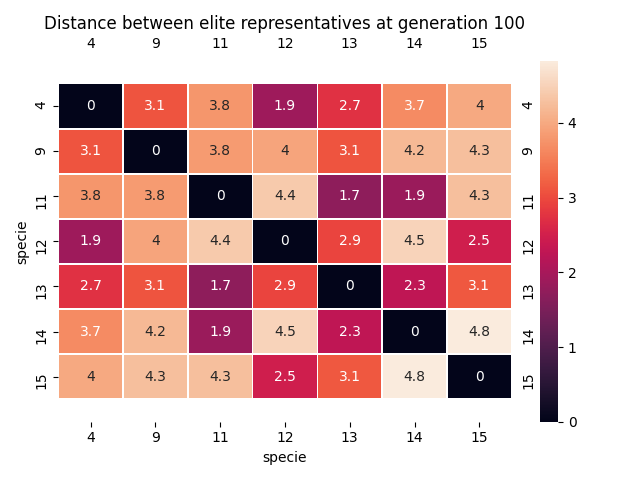 Distance between elite representatives at generation 100
4 9 11 12 13 14 15
4 0 3.1 3.8 1.9 2.7 3.7 4 4
9 3.1 0 3.8 4 3.1 4.2 4.3 9
11 3.8 3.8 0 4.4 1.7 1.9 4.3 11
12 1.9 4 4.4 0 2.9 4.5 2.5 12
13 2.7 3.1 1.7 2.9 0 2.3 3.1 13
14 3.7 4.2 1.9 4.5 2.3 0 4.8 14
15 4 4.3 4.3 2.5 3.1 4.8 0 15
4 9 11 12 13 14 15
specie
specie
4
3
2
1
0